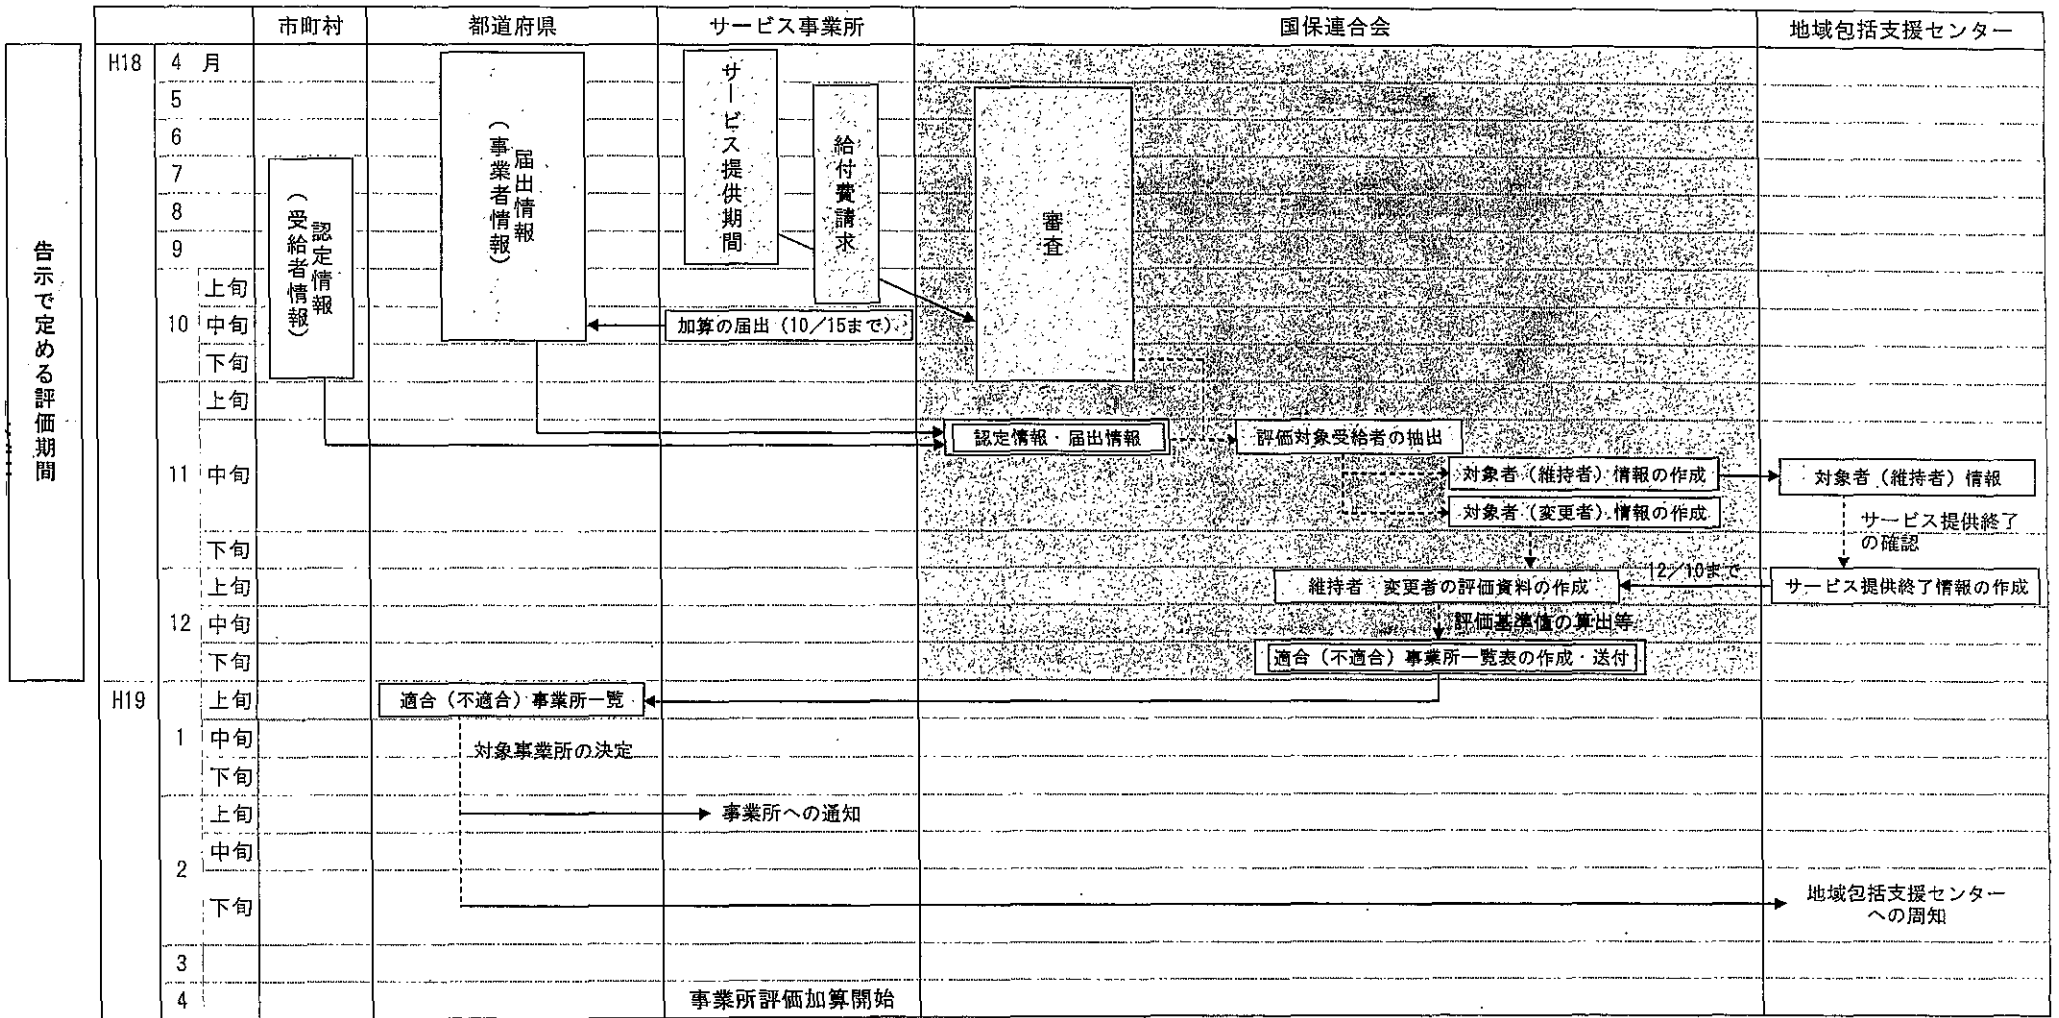 市町村 都道府県 サービス事業所 国保連合会 地域包括支援センター
告示で定める評価期間
H18 4 月
5
6
7
8
9
上旬
10 中旬
下旬
上旬
11 中旬
下旬
上旬
12 中旬
下旬
H19 上旬
1 中旬
下旬
上旬
中旬
2
下旬
3
4
認定情報
（受給者情報）
届出情報
（事業者情報）
サービス提供期間
給付費請求
審査
加算の届出（10／15まで）
認定情報・届出情報
評価対象受給者の抽出
対象者（維持者）情報の作成
対象者（維持者）情報
対象者（変更者）情報の作成
サービス提供終了
の確認
維持者・変更者の評価資料の作成
12／10まで
サービス提供終了情報の作成
評価基準値の算出等
適合（不適合）事業所一覧表の作成・送付
適合（不適合）事業所一覧
対象事業所の決定
事業所への通知
地域包括支援センター
への周知
事業所評価加算開始